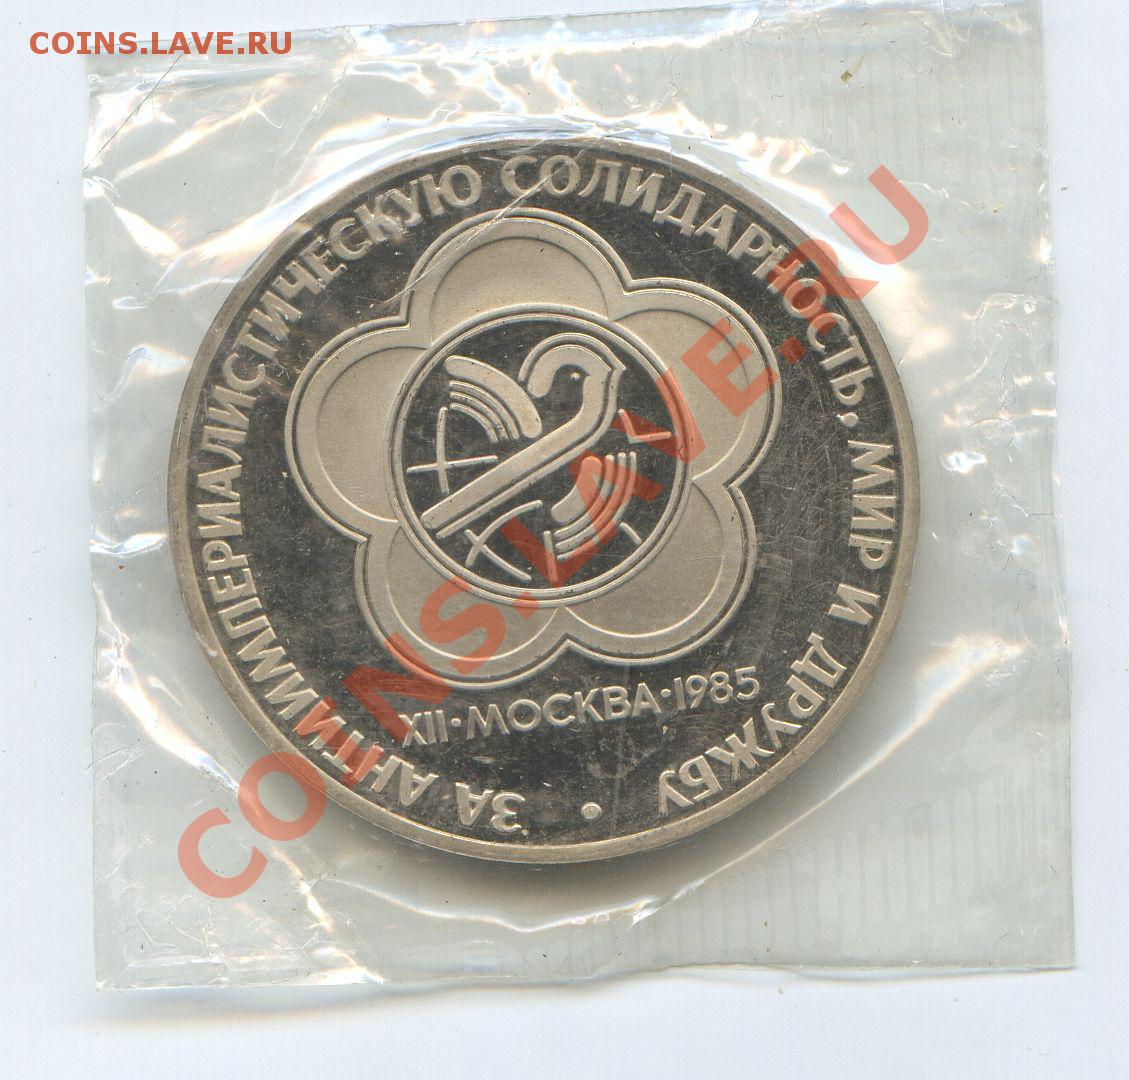 COINS.LAVE.RU
ЗА АНТИИМПЕРИАЛИСТИЧЕСКУЮ СОЛИДАРНОСТЬ, МИР И ДРУЖБУ •
XII•МОСКВА•1985
COINS.LAVE.RU